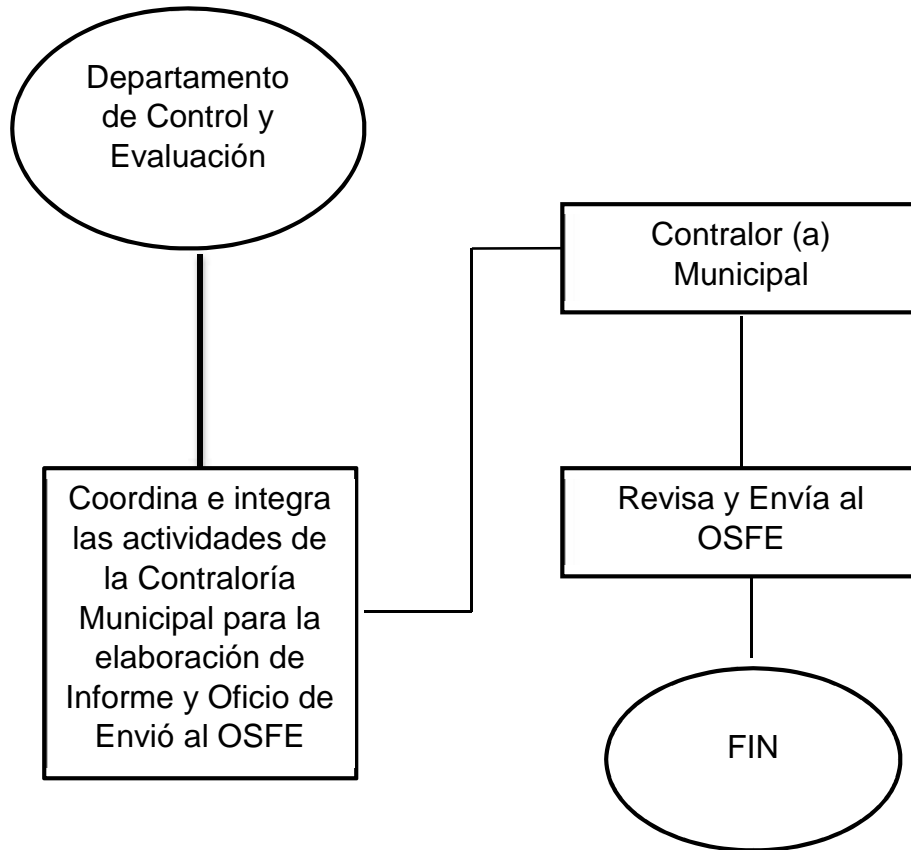 Departamento
de Control y
Evaluación
Coordina e integra
las actividades de
la Contraloría
Municipal para la
elaboración de
Informe y Oficio de
Envió al OSFE
Contralor (a)
Municipal
Revisa y Envía al
OSFE
FIN